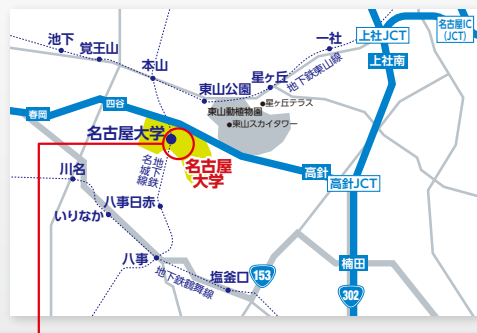 池下
覚王山
本山
一社
上社JCT
名古屋IC
(JCT)
上社南
地下鉄東山線
星ヶ丘
東山公園
星ヶ丘テラス
東山動植物園
東山スカイタワー
春岡
四谷
名古屋大学
名古屋
大学
地下鉄
名城線
高針
高針JCT
川名
いりなか
八事日赤
八事
地下鉄鶴舞線
塩釜口
153
楠田
302